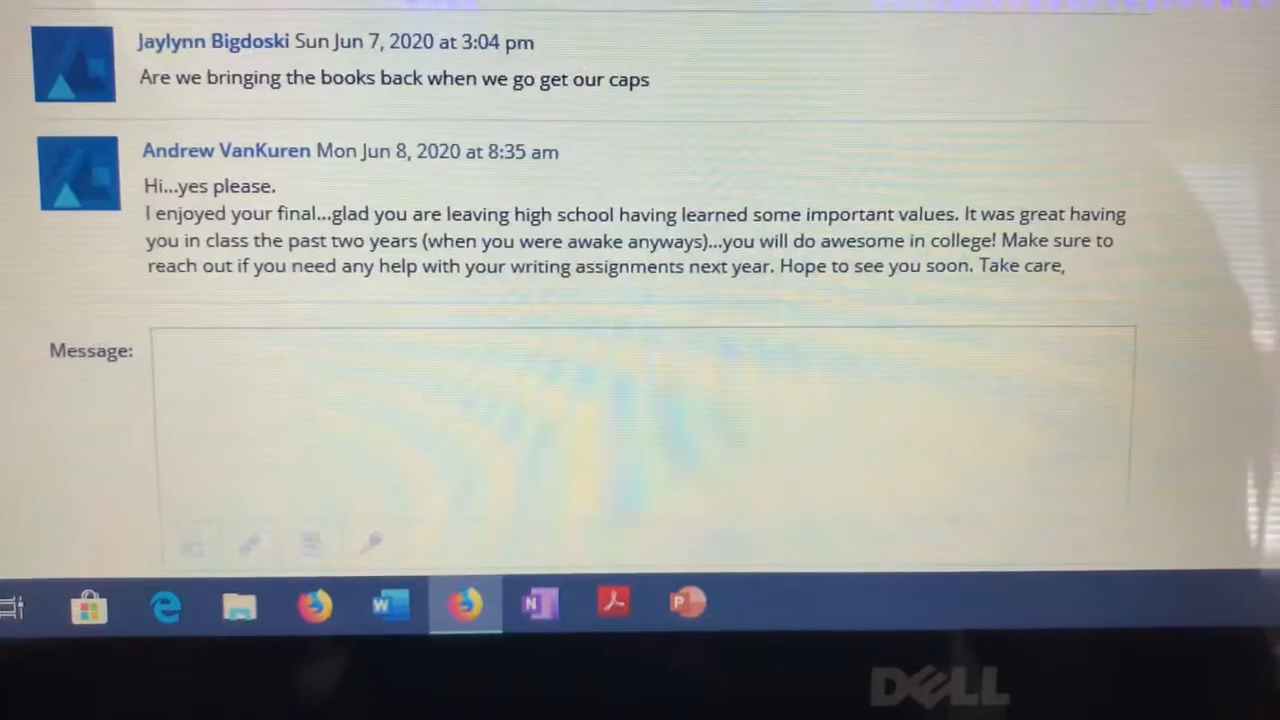 Jaylynn Bigdoski Sun Jun 7, 2020 at 3:04 pm
Are we bringing the books back when we go get our caps
Andrew VanKuren Mon Jun 8, 2020 at 8:35 am
Hi...yes please.
I enjoyed your final...glad you are leaving high school having learned some important values. It was great having
you in class the past two years (when you were awake anyways)...you will do awesome in college! Make sure to
reach out if you need any help with your writing assignments next year. Hope to see you soon. Take care,
Message:
W
N
P
DELL